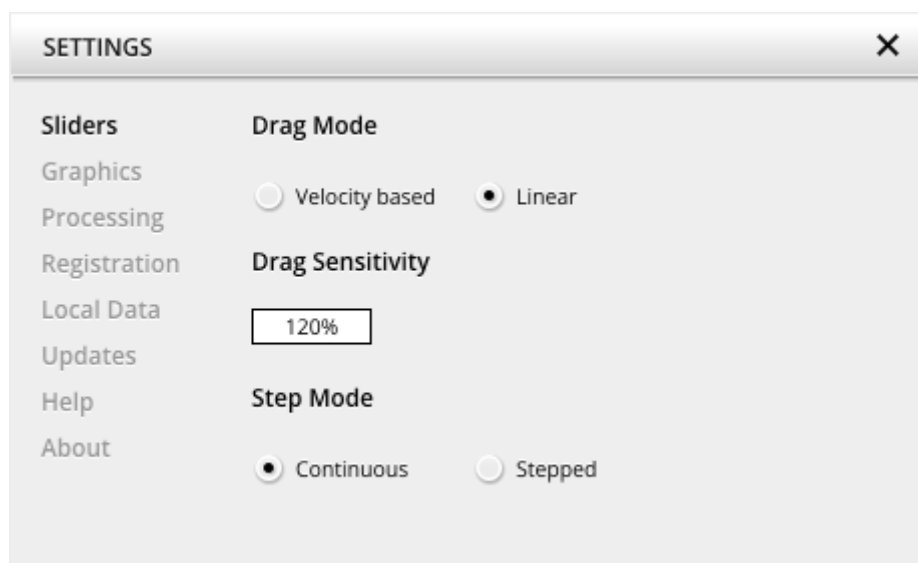 SETTINGS
Sliders
Graphics
Processing
Registration
Local Data
Updates
Help
About
Drag Mode
Velocity based
Linear
Drag Sensitivity
120%
Step Mode
Continuous
Stepped